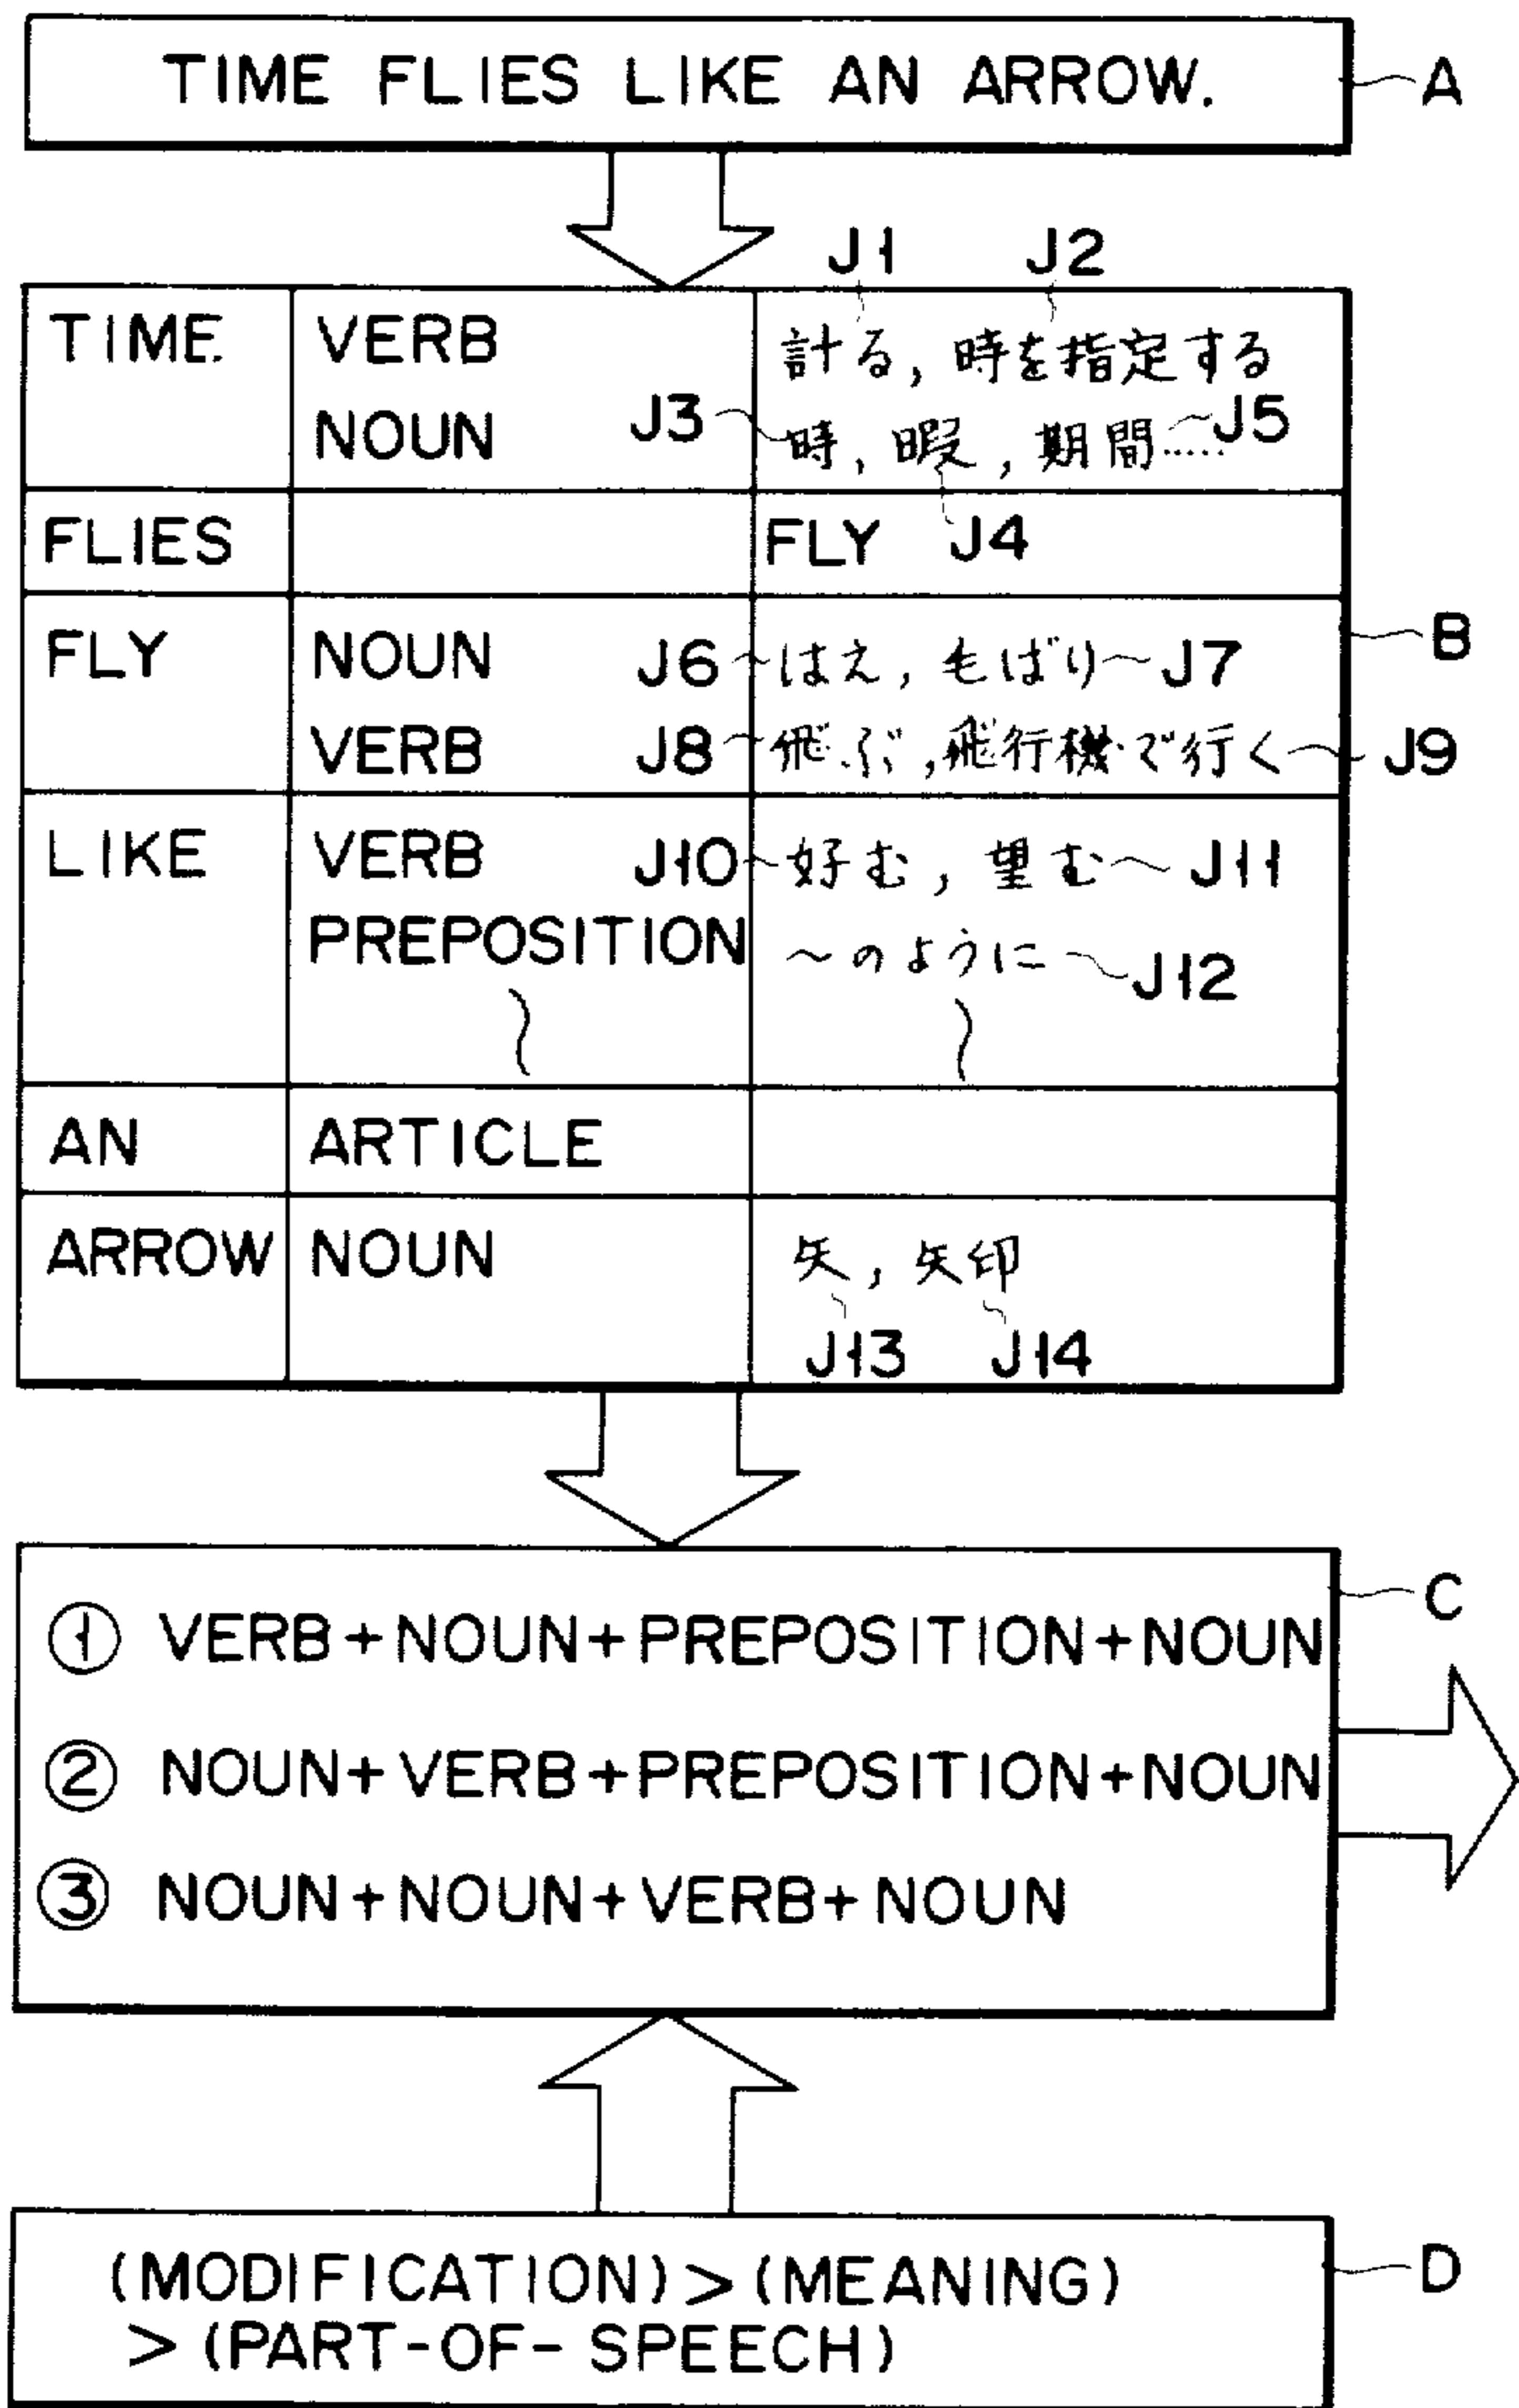 TIME FLIES LIKE AN ARROW. A
J1 J2
TIME VERB 計る, 時を指定する
NOUN J3 時, 暇, 期間..... J5
FLIES FLY J4
B
FLY NOUN J6 はえ, 毛ばり J7
VERB J8 飛ぶ, 飛行機で行く J9
LIKE VERB J10 好む, 望む J11
PREPOSITION ~のように J12
AN ARTICLE
ARROW NOUN 矢, 矢印
J13 J14
C
① VERB+NOUN+PREPOSITION+NOUN
② NOUN+VERB+PREPOSITION+NOUN
③ NOUN+NOUN+VERB+NOUN
(MODIFICATION)>(MEANING) D
>(PART-OF-SPEECH)